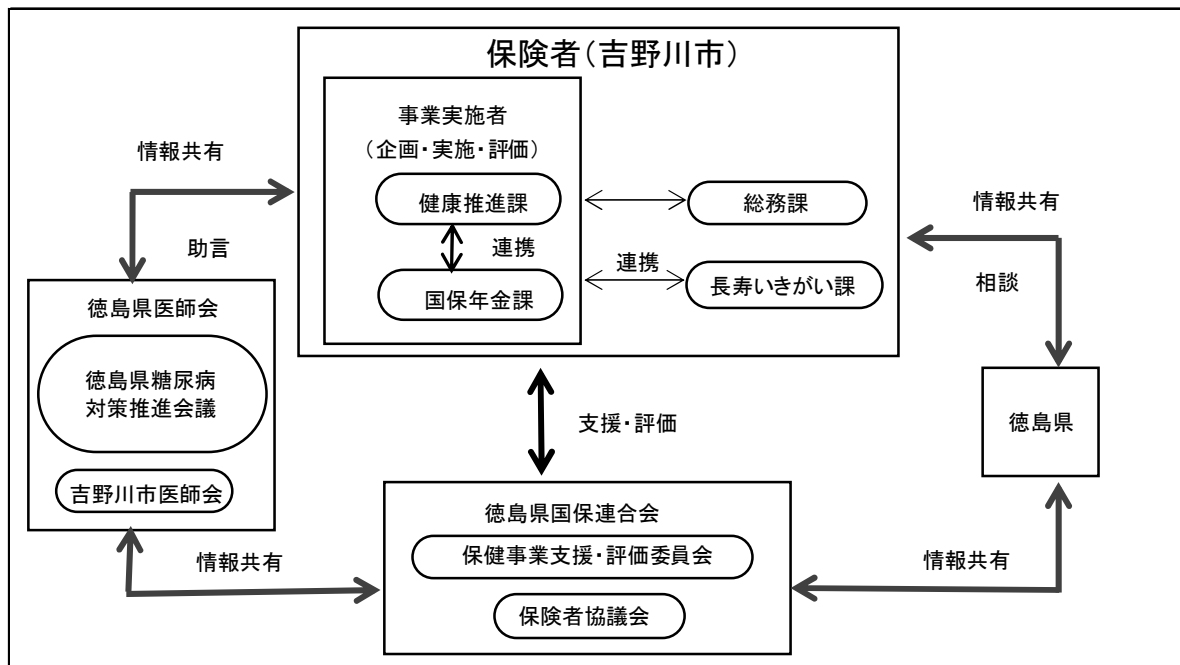 保険者(吉野川市)
事業実施者
(企画・実施・評価)
情報共有
健康推進課
総務課
情報共有
助言
連携
連携
国保年金課
長寿いきがい課
相談
徳島県医師会
徳島県糖尿病
対策推進会議
支援・評価
徳島県
吉野川市医師会
徳島県国保連合会
情報共有
保健事業支援・評価委員会
情報共有
保険者協議会